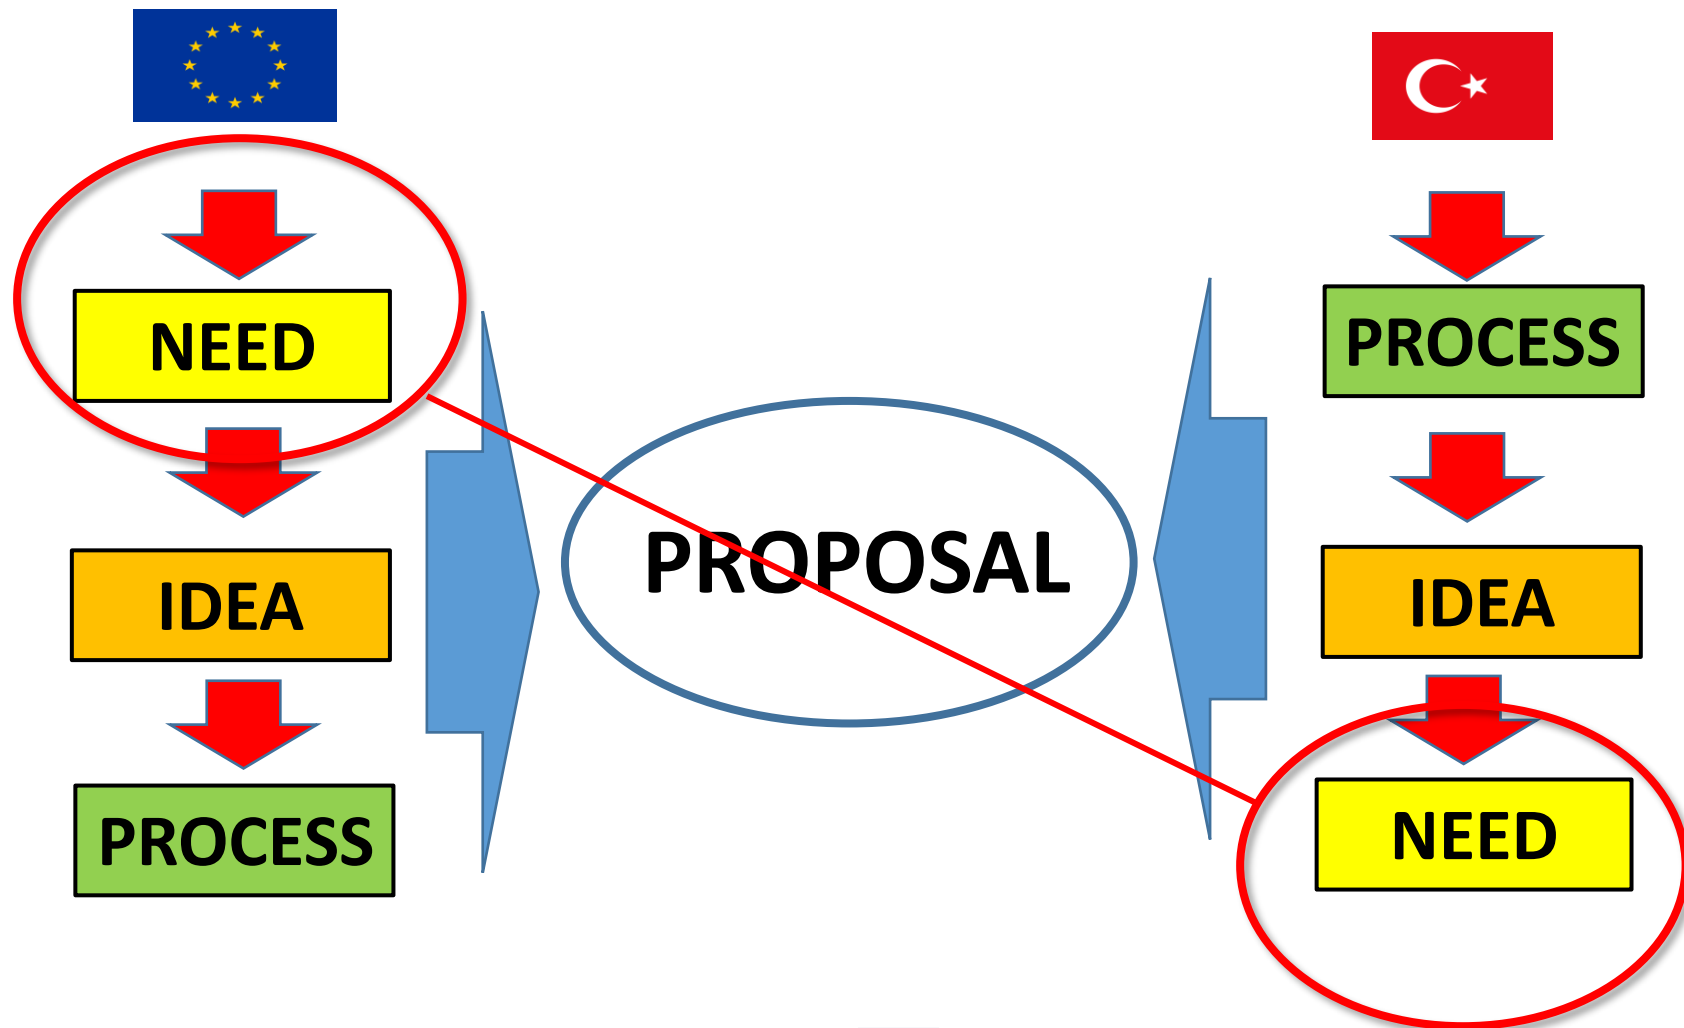 NEED
IDEA
PROCESS
PROPOSAL
PROCESS
IDEA
NEED